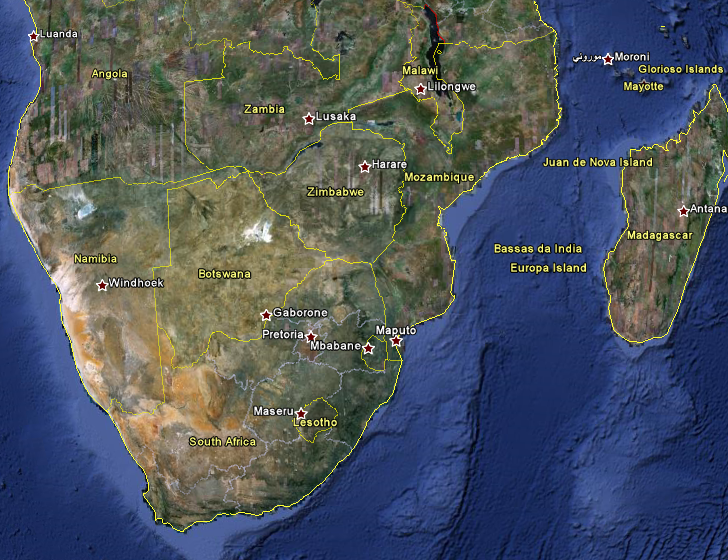 Luanda
موروني Moroni
Glorioso Islands
Angola
Malawi
Mayotte
Lilongwe
Zambia
Lusaka
Juan de Nova Island
Harare
Mozambique
Zimbabwe
Antana
Madagascar
Bassas da India
Namibia
Europa Island
Botswana
Windhoek
Gaborone
Maputo
Pretoria
Mbabane
Maseru
Lesotho
South Africa